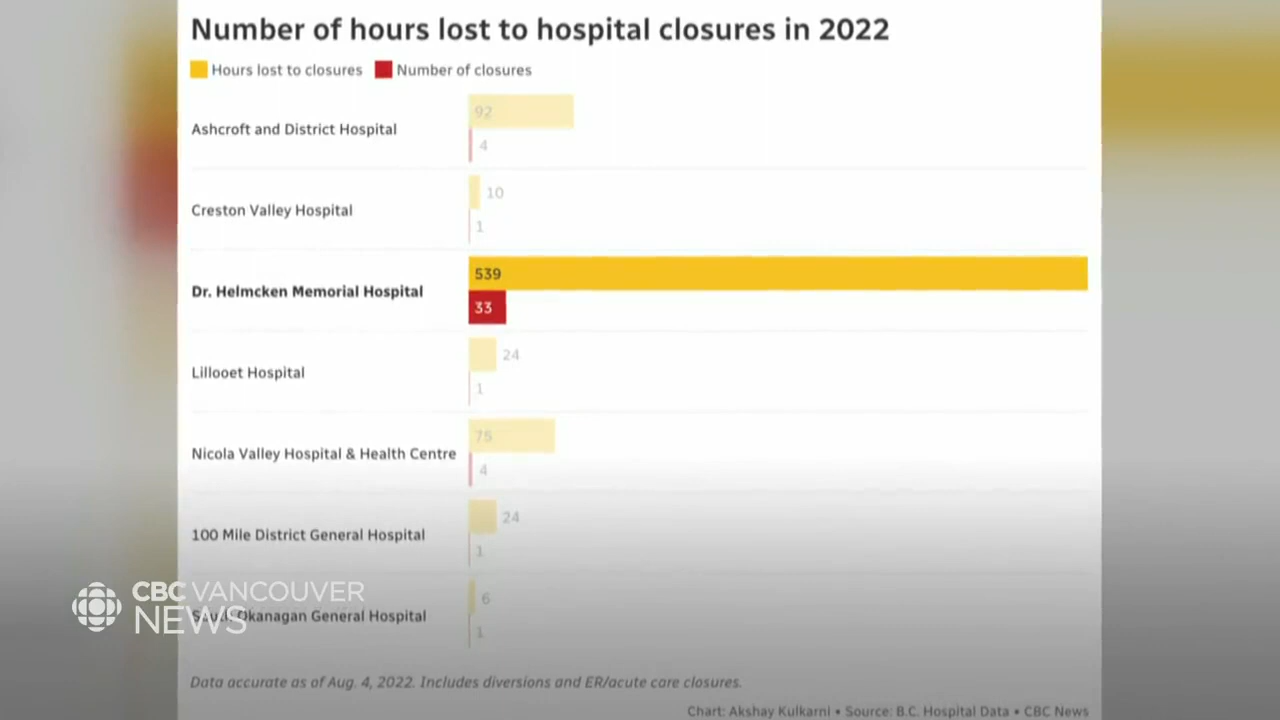 Number of hours lost to hospital closures in 2022
Hours lost to closures Number of closures
92
Ashcroft and District Hospital
4
10
Creston Valley Hospital
1
539
Dr. Helmcken Memorial Hospital
33
24
Lillooet Hospital
1
75
Nicola Valley Hospital & Health Centre
4
24
100 Mile District General Hospital
1
6
South Okanagan General Hospital
1
CBC VANCOUVER
NEWS
Data accurate as of Aug. 4, 2022. Includes diversions and ER/acute care closures.
Chart: Akshay Kulkarni • Source: B.C. Hospital Data • CBC News